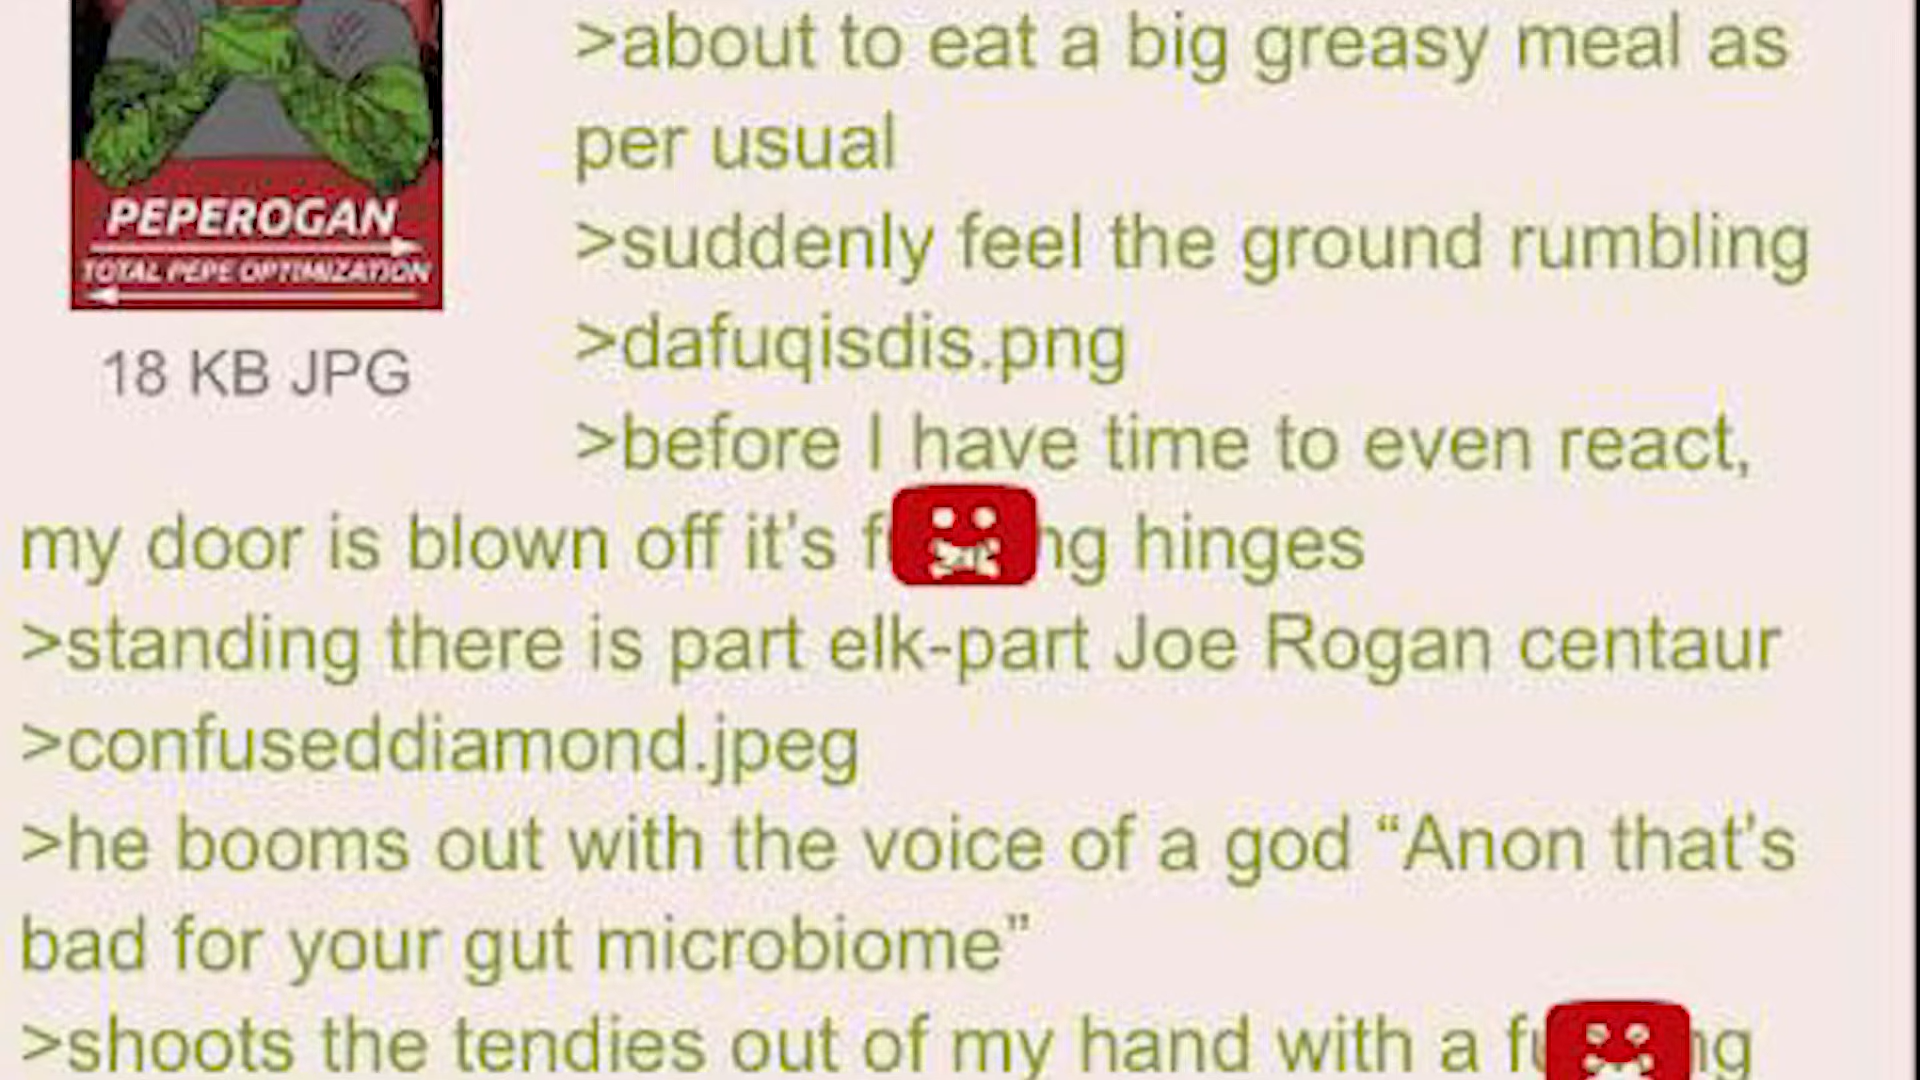 >about to eat a big greasy meal as
per usual
>suddenly feel the ground rumbling
PEPEROGAN
TOTAL PEPE OPTIMIZATION
>dafuqisdis.png
18 KB JPG
>before I have time to even react,
my door is blown off it's f ng hinges
>standing there is part elk-part Joe Rogan centaur
>confuseddiamond.jpeg
>he booms out with the voice of a god “Anon that's
bad for your gut microbiome”
>shoots the tendies out of my hand with a fu ng